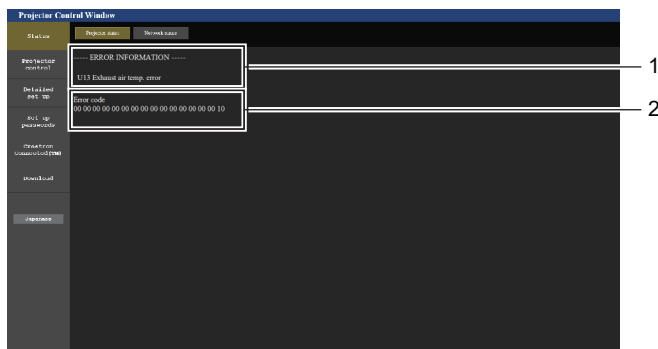 Projector Control Window
Status
Projector status
Network status
Projector
control
Detailed
set up
Set up
passwords
Crestron
Connected(TM)
Download
Japanese
----- ERROR INFORMATION -----
U13 Exhaust air temp. error
Error code
00 00 00 00 00 00 00 00 00 00 00 00 00 00 00 10
1
2